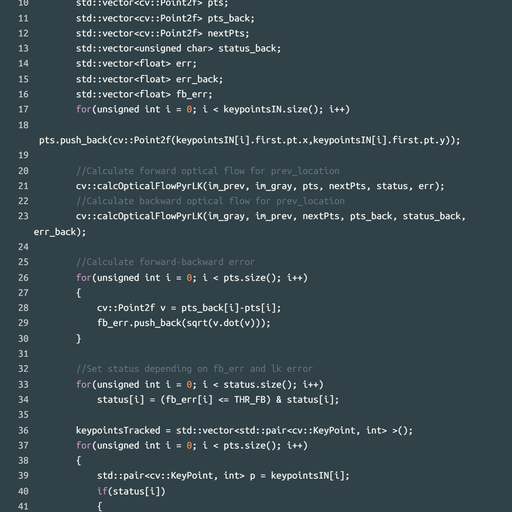 10 std::vector<cv::Point2f> pts;
11 std::vector<cv::Point2f> pts_back;
12 std::vector<cv::Point2f> nextPts;
13 std::vector<unsigned char> status_back;
14 std::vector<float> err;
15 std::vector<float> err_back;
16 std::vector<float> fb_err;
17 for(unsigned int i = 0; i < keypointsIN.size(); i++)
18
pts.push_back(cv::Point2f(keypointsIN[i].first.pt.x,keypointsIN[i].first.pt.y));
19
20 //Calculate forward optical flow for prev_location
21 cv::calcOpticalFlowPyrLK(im_prev, im_gray, pts, nextPts, status, err);
22 //Calculate backward optical flow for prev_location
23 cv::calcOpticalFlowPyrLK(im_gray, im_prev, nextPts, pts_back, status_back,
err_back);
24
25 //Calculate forward-backward error
26 for(unsigned int i = 0; i < pts.size(); i++)
27 {
28 cv::Point2f v = pts_back[i]-pts[i];
29 fb_err.push_back(sqrt(v.dot(v)));
30 }
31
32 //Set status depending on fb_err and lk error
33 for(unsigned int i = 0; i < status.size(); i++)
34 status[i] = (fb_err[i] <= THR_FB) & status[i];
35
36 keypointsTracked = std::vector<std::pair<cv::KeyPoint, int> >();
37 for(unsigned int i = 0; i < pts.size(); i++)
38 {
39 std::pair<cv::KeyPoint, int> p = keypointsIN[i];
40 if(status[i])
41 {